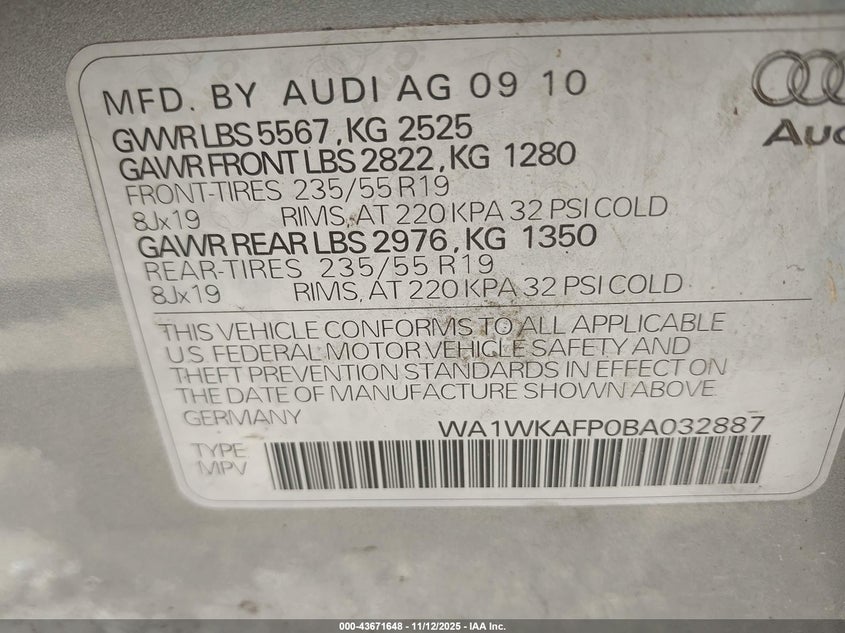 MFD. BY AUDI AG 09 10
GWWR LBS 5567, KG 2525
GAWR FRONT LBS 2822, KG 1280
FRONT-TIRES 235/55 R19
8Jx19 RIMS, AT 220 KPA 32 PSI COLD
GAWR REAR LBS 2976, KG 1350
REAR-TIRES 235/55 R19
8Jx19 RIMS, AT 220 KPA 32 PSI COLD
THIS VEHICLE CONFORMS TO ALL APPLICABLE
U.S. FEDERAL MOTOR VEHICLE SAFETY AND
THEFT PREVENTION STANDARDS IN EFFECT ON
THE DATE OF MANUFACTURE SHOWN ABOVE.
GERMANY WA1WKAFP0BA032887
TYPE
MPV
000-43671648 - 11/12/2025 - IAA Inc.